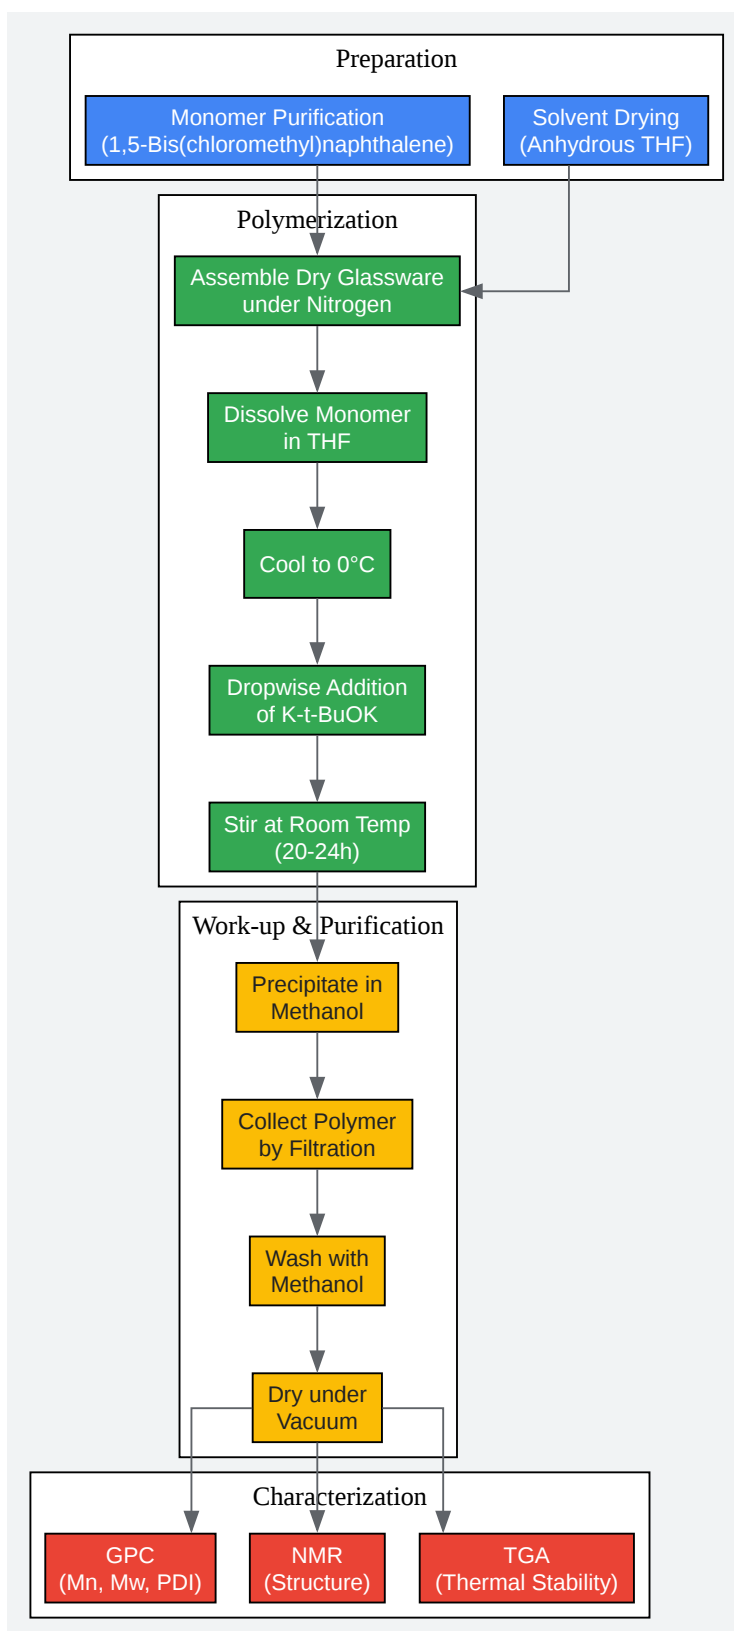 Preparation
Monomer Purification
(1,5-Bis(chloromethyl)naphthalene)
Solvent Drying
(Anhydrous THF)
Polymerization
Assemble Dry Glassware
under Nitrogen
Dissolve Monomer
in THF
Cool to 0°C
Dropwise Addition
of K-t-BuOK
Stir at Room Temp
(20-24h)
Work-up & Purification
Precipitate in
Methanol
Collect Polymer
by Filtration
Wash with
Methanol
Dry under
Vacuum
Characterization
GPC
(Mn, Mw, PDI)
NMR
(Structure)
TGA
(Thermal Stability)